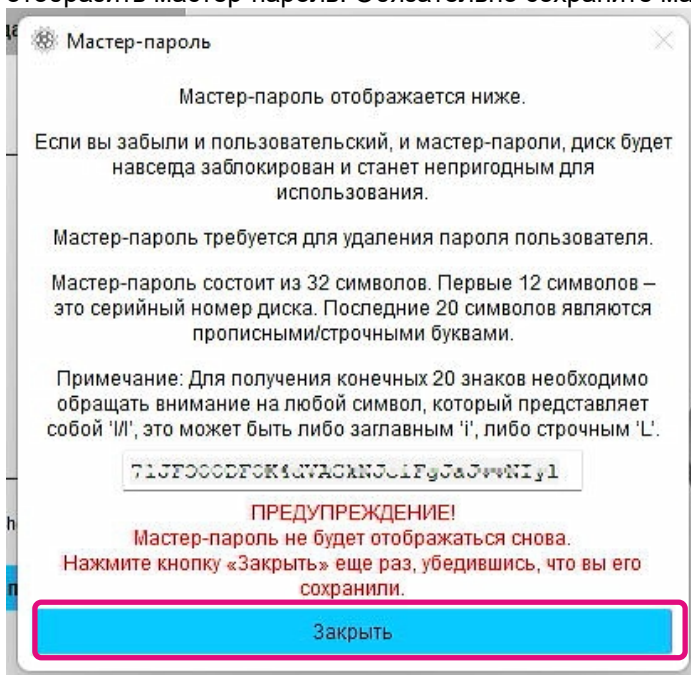 Мастер-пароль
Мастер-пароль отображается ниже.
Если вы забыли и пользовательский, и мастер-пароли, диск будет
навсегда заблокирован и станет непригодным для
использования.
Мастер-пароль требуется для удаления пароля пользователя.
Мастер-пароль состоит из 32 символов. Первые 12 символов –
это серийный номер диска. Последние 20 символов являются
прописными/строчными буквами.
Примечание: Для получения конечных 20 знаков необходимо
обращать внимание на любой символ, который представляет
собой 'I/l', это может быть либо заглавным 'i', либо строчным 'L'.
ПРЕДУПРЕЖДЕНИЕ!
Мастер-пароль не будет отображаться снова.
Нажмите кнопку «Закрыть» еще раз, убедившись, что вы его
сохранили.
Закрыть